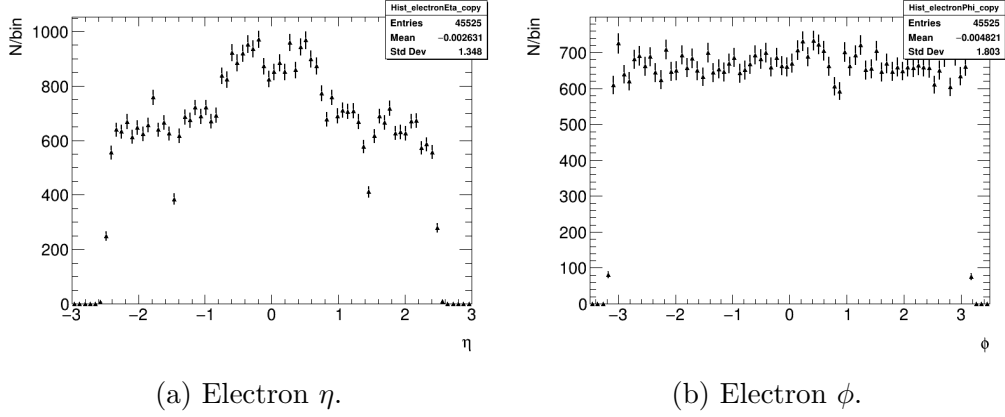 Hist_electronEta_copy
Entries 45525
Mean −0.002631
Std Dev 1.348
N/bin
1000
800
600
400
200
0
−3 −2 −1 0 1 2 3
η
(a) Electron η.
Hist_electronPhi_copy
Entries 45525
Mean −0.004821
Std Dev 1.803
N/bin
700
600
500
400
300
200
100
0
−3 −2 −1 0 1 2 3
ϕ
(b) Electron ϕ.